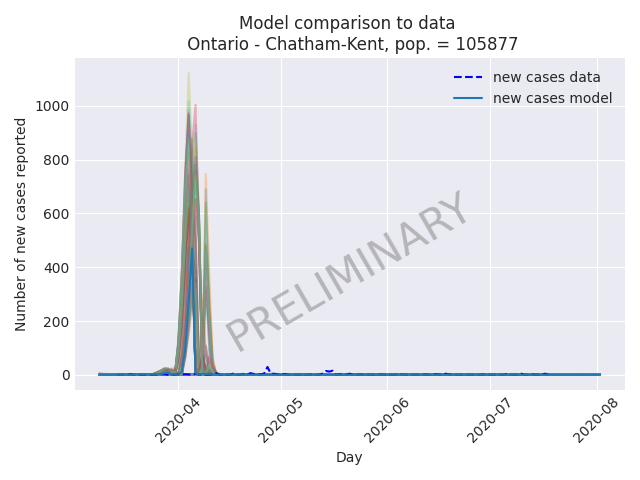 Model comparison to data
Ontario - Chatham-Kent, pop. = 105877
new cases data
new cases model
Number of new cases reported
1000
800
600
400
200
0
PRELIMINARY
2020-04
2020-05
2020-06
2020-07
2020-08
Day